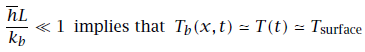 h̅L/k_b ≪ 1 implies that T_b(x,t) ≃ T(t) ≃ T_surface